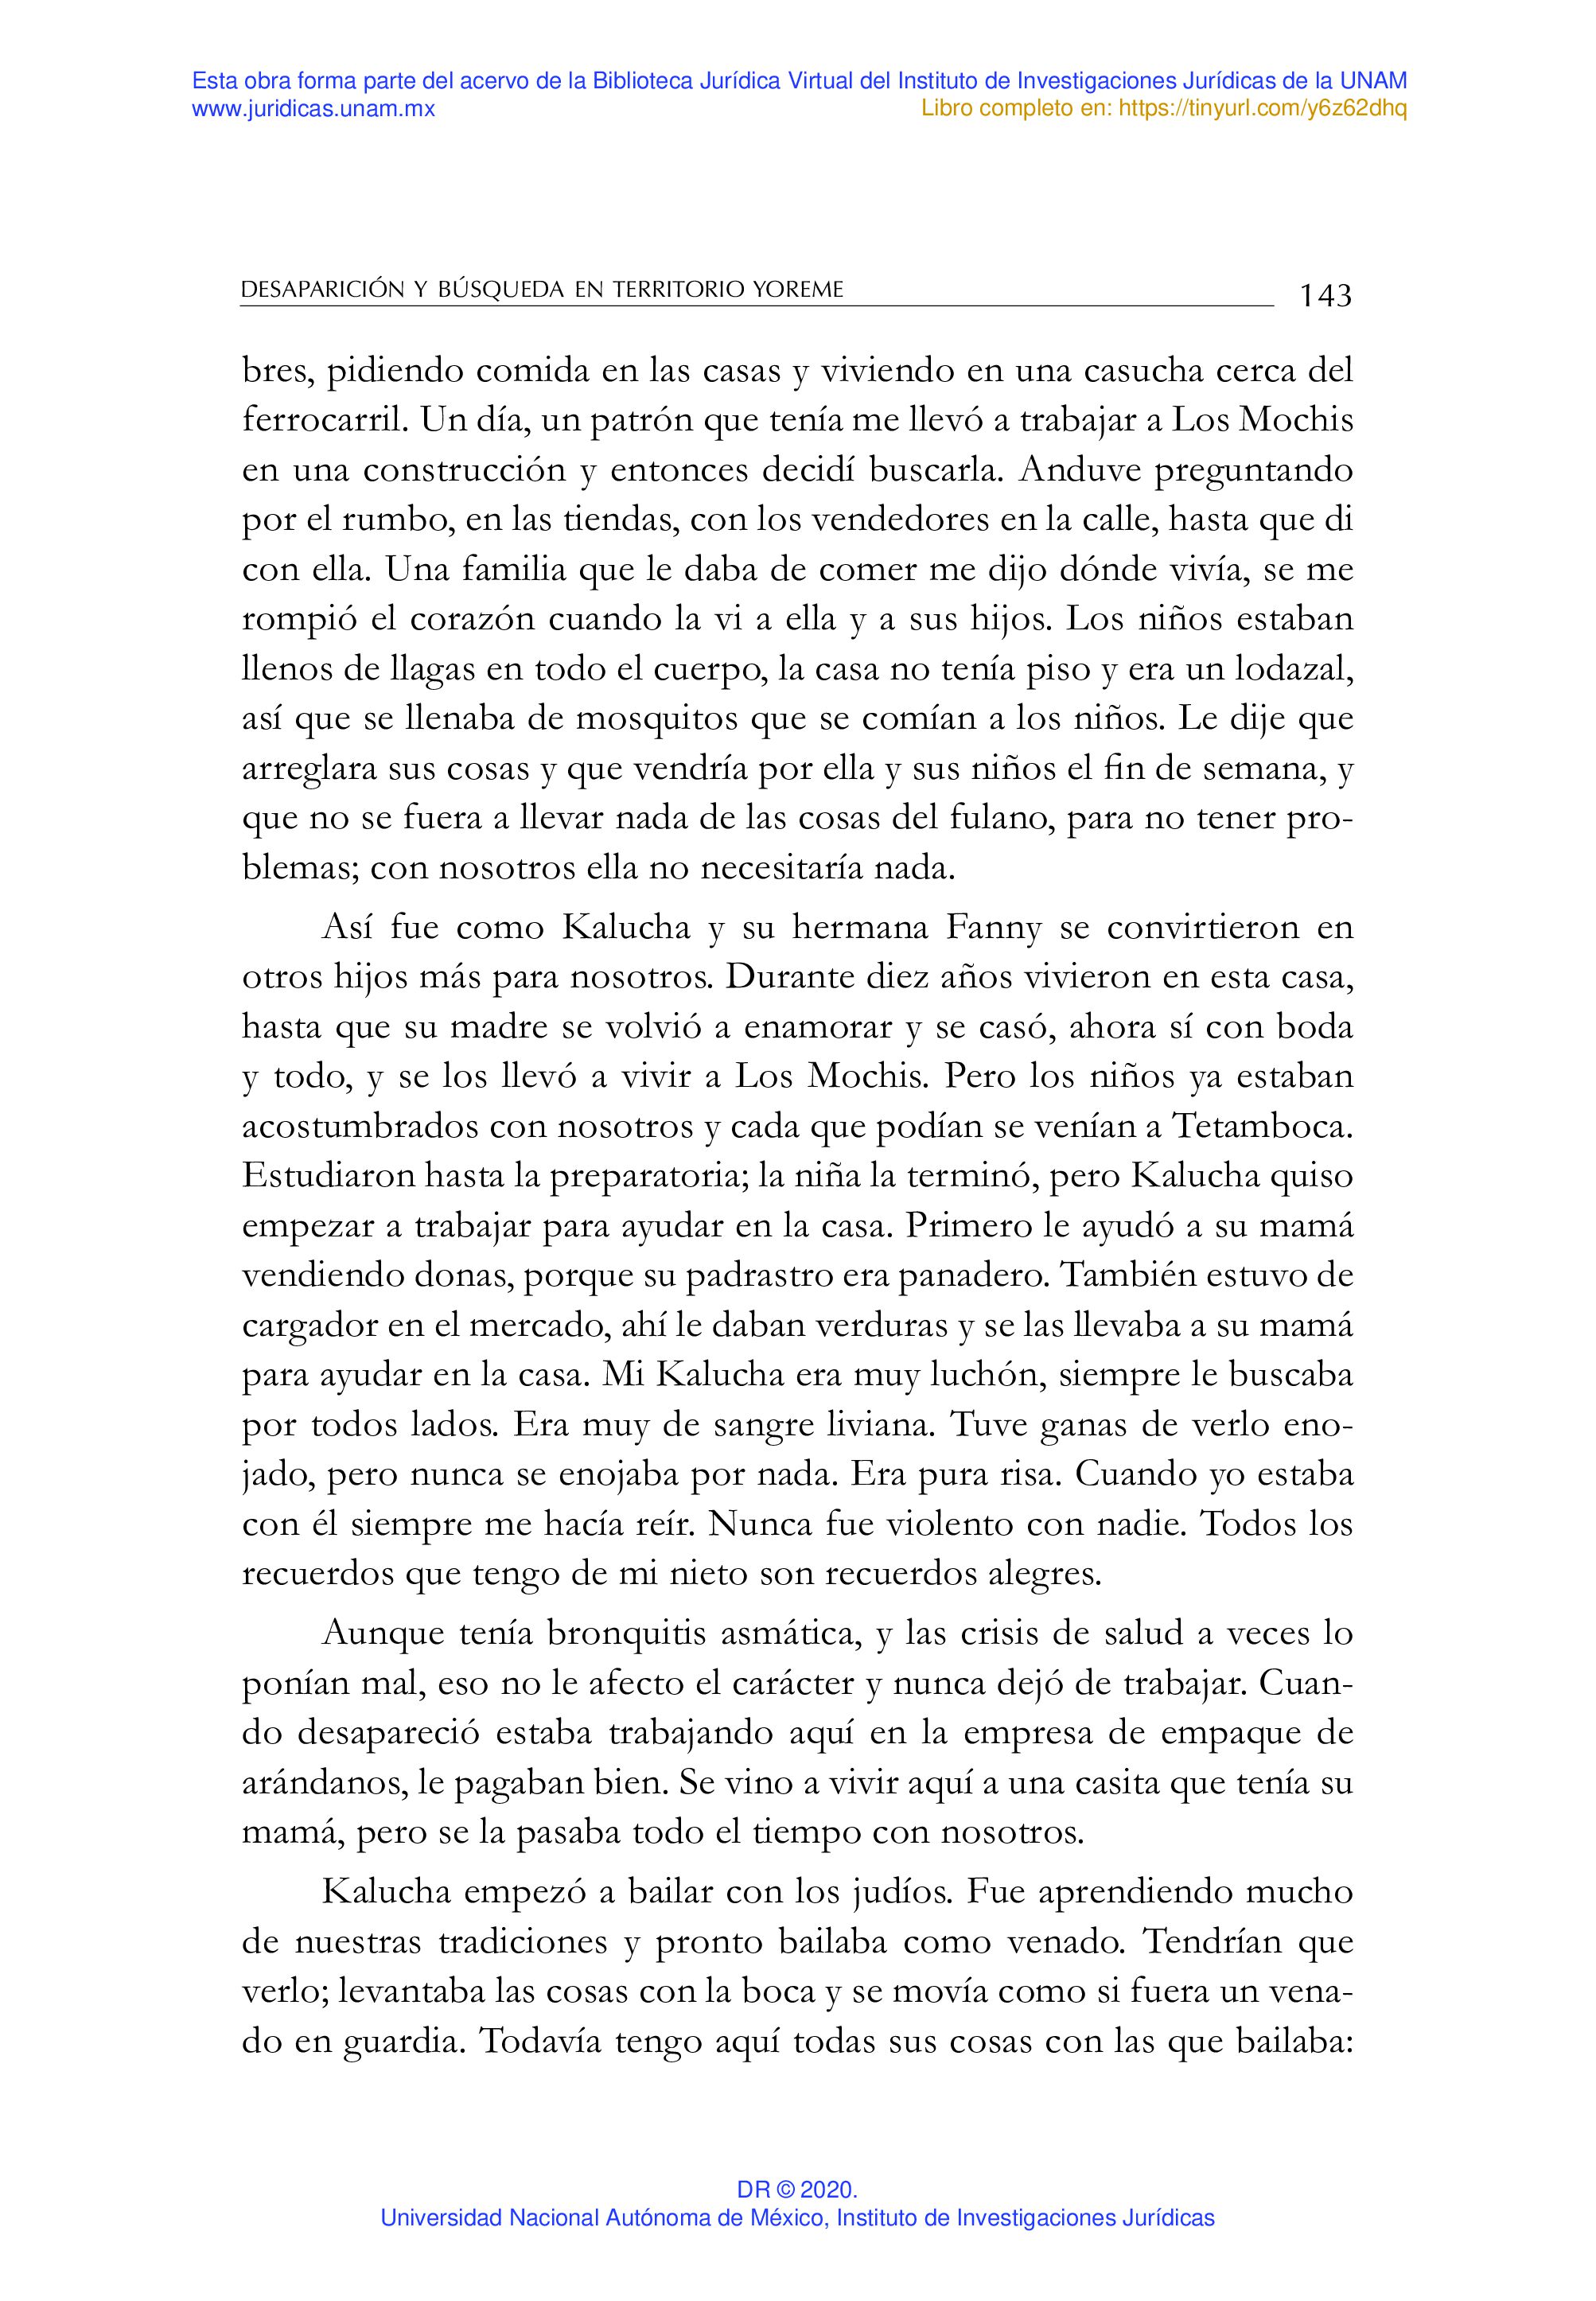 Esta obra forma parte del acervo de la Biblioteca Jurídica Virtual del Instituto de Investigaciones Jurídicas de la UNAM
www.juridicas.unam.mx
Libro completo en: https://tinyurl.com/y6z62dhq
DESAPARICIÓN Y BÚSQUEDA EN TERRITORIO YOREME
143
bres, pidiendo comida en las casas y viviendo en una casucha cerca del
ferrocarril. Un día, un patrón que tenía me llevó a trabajar a Los Mochis
en una construcción y entonces decidí buscarla. Anduve preguntando
por el rumbo, en las tiendas, con los vendedores en la calle, hasta que di
con ella. Una familia que le daba de comer me dijo dónde vivía, se me
rompió el corazón cuando la vi a ella y a sus hijos. Los niños estaban
llenos de llagas en todo el cuerpo, la casa no tenía piso y era un lodazal,
así que se llenaba de mosquitos que se comían a los niños. Le dije que
arreglara sus cosas y que vendría por ella y sus niños el fin de semana, y
que no se fuera a llevar nada de las cosas del fulano, para no tener pro-
blemas; con nosotros ella no necesitaría nada.
Así fue como Kalucha y su hermana Fanny se convirtieron en
otros hijos más para nosotros. Durante diez años vivieron en esta casa,
hasta que su madre se volvió a enamorar y se casó, ahora sí con boda
y todo, y se los llevó a vivir a Los Mochis. Pero los niños ya estaban
acostumbrados con nosotros y cada que podían se venían a Tetamboca.
Estudiaron hasta la preparatoria; la niña la terminó, pero Kalucha quiso
empezar a trabajar para ayudar en la casa. Primero le ayudó a su mamá
vendiendo donas, porque su padrastro era panadero. También estuvo de
cargador en el mercado, ahí le daban verduras y se las llevaba a su mamá
para ayudar en la casa. Mi Kalucha era muy luchón, siempre le buscaba
por todos lados. Era muy de sangre liviana. Tuve ganas de verlo eno-
jado, pero nunca se enojaba por nada. Era pura risa. Cuando yo estaba
con él siempre me hacía reír. Nunca fue violento con nadie. Todos los
recuerdos que tengo de mi nieto son recuerdos alegres.
Aunque tenía bronquitis asmática, y las crisis de salud a veces lo
ponían mal, eso no le afecto el carácter y nunca dejó de trabajar. Cuan-
do desapareció estaba trabajando aquí en la empresa de empaque de
arándanos, le pagaban bien. Se vino a vivir aquí a una casita que tenía su
mamá, pero se la pasaba todo el tiempo con nosotros.
Kalucha empezó a bailar con los judíos. Fue aprendiendo mucho
de nuestras tradiciones y pronto bailaba como venado. Tendrían que
verlo; levantaba las cosas con la boca y se movía como si fuera un vena-
do en guardia. Todavía tengo aquí todas sus cosas con las que bailaba:
DR © 2020.
Universidad Nacional Autónoma de México, Instituto de Investigaciones Jurídicas